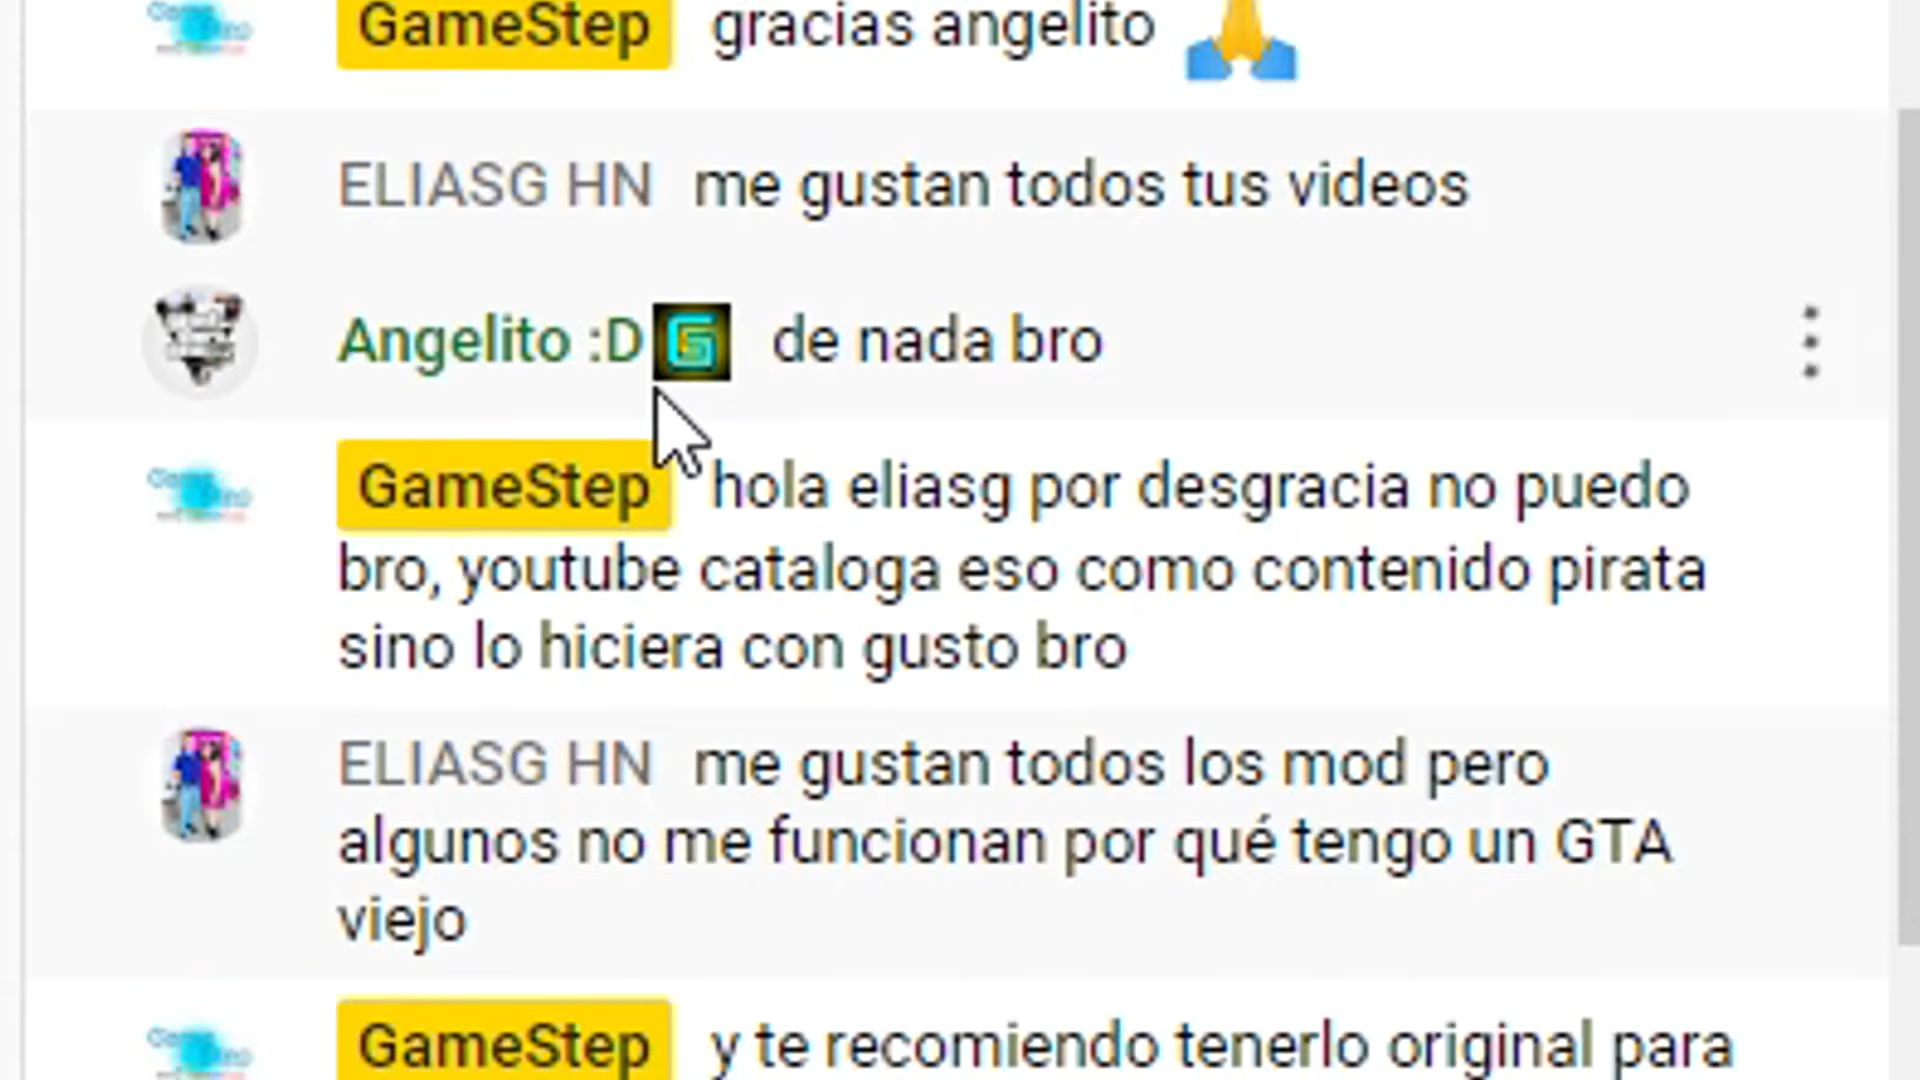 GameStep gracias angelito
ELIASG HN me gustan todos tus videos
Angelito :D G de nada bro
GameStep hola eliasg por desgracia no puedo
bro, youtube cataloga eso como contenido pirata
sino lo hiciera con gusto bro
ELIASG HN me gustan todos los mod pero
algunos no me funcionan por qué tengo un GTA
viejo
GameStep y te recomiendo tenerlo original para